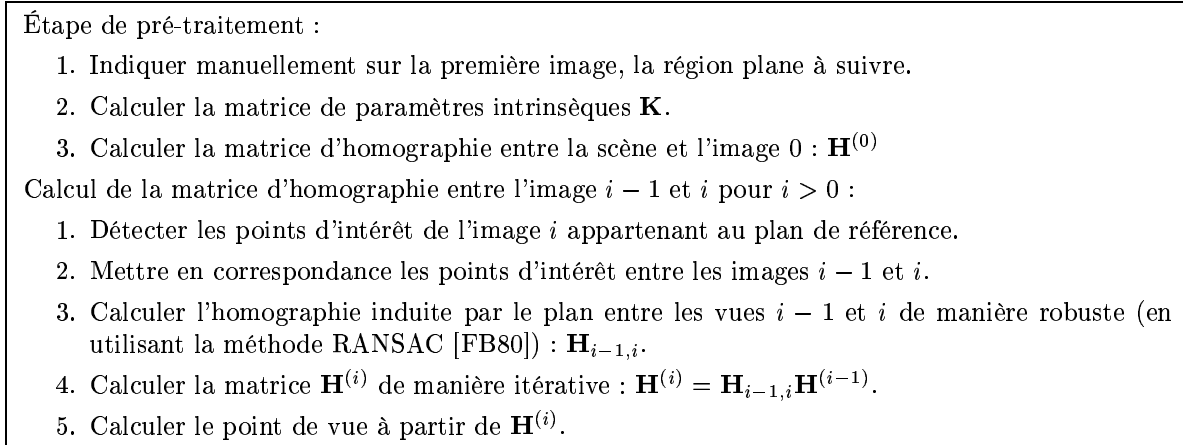 Étape de pré-traitement :
1. Indiquer manuellement sur la première image, la région plane à suivre.
2. Calculer la matrice de paramètres intrinsèques K.
3. Calculer la matrice d'homographie entre la scène et l'image 0 : H^(0)
Calcul de la matrice d'homographie entre l'image i − 1 et i pour i > 0 :
1. Détecter les points d'intérêt de l'image i appartenant au plan de référence.
2. Mettre en correspondance les points d'intérêt entre les images i − 1 et i.
3. Calculer l'homographie induite par le plan entre les vues i − 1 et i de manière robuste (en
utilisant la méthode RANSAC [FB80]) : H_{i−1,i}.
4. Calculer la matrice H^(i) de manière itérative : H^(i) = H_{i−1,i}H^(i−1).
5. Calculer le point de vue à partir de H^(i).